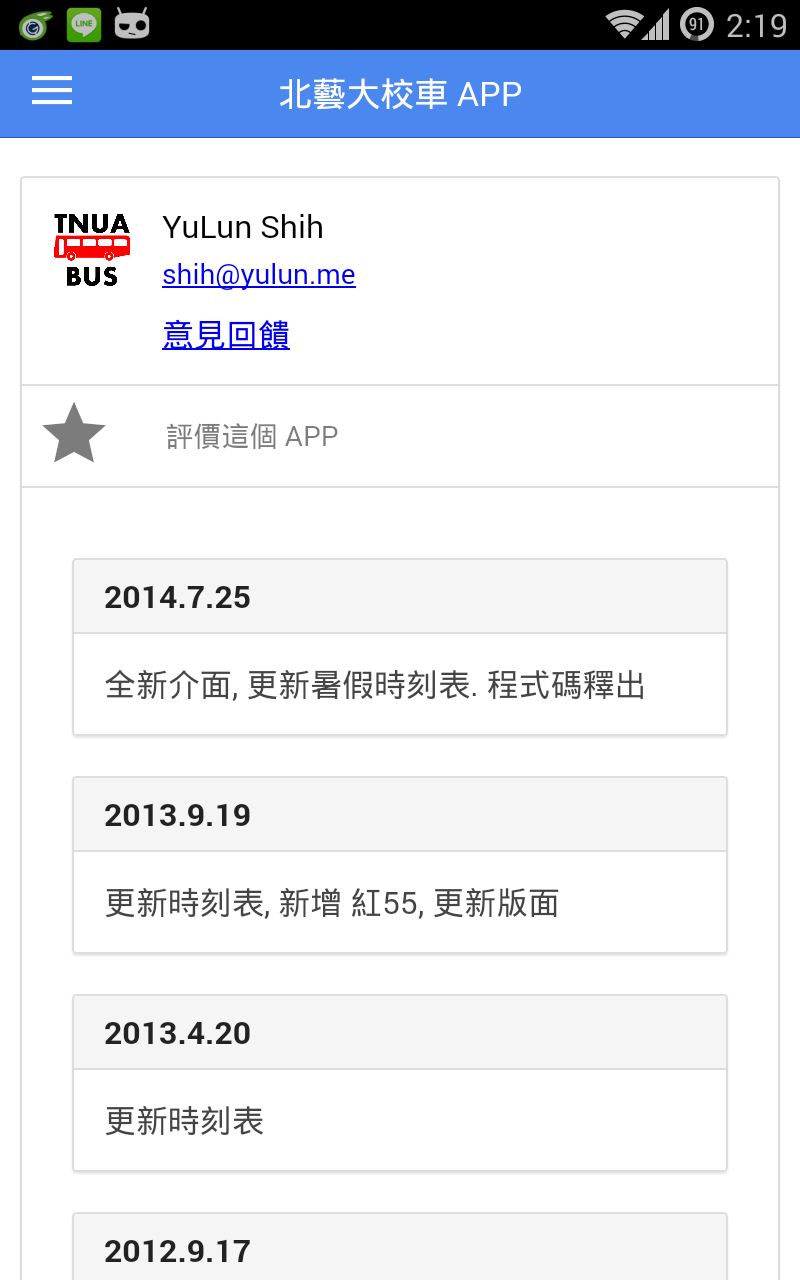 LINE
91
2:19
北藝大校車 APP
TNUA
BUS
YuLun Shih
shih@yulun.me
意見回饋
評價這個 APP
2014.7.25
全新介面, 更新暑假時刻表. 程式碼釋出
2013.9.19
更新時刻表, 新增 紅55, 更新版面
2013.4.20
更新時刻表
2012.9.17